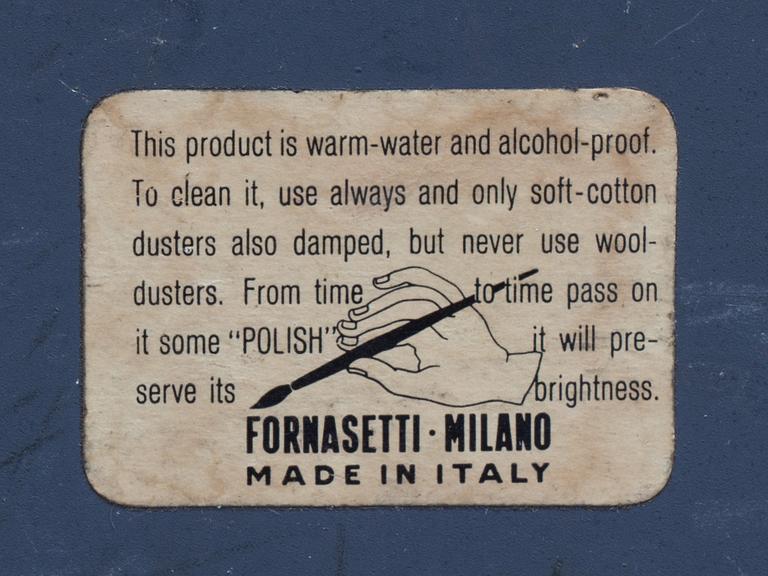 This product is warm-water and alcohol-proof.
To clean it, use always and only soft-cotton
dusters also damped, but never use wool-
dusters. From time to time pass on
it some “POLISH” it will pre-
serve its brightness.
FORNASETTI · MILANO
MADE IN ITALY